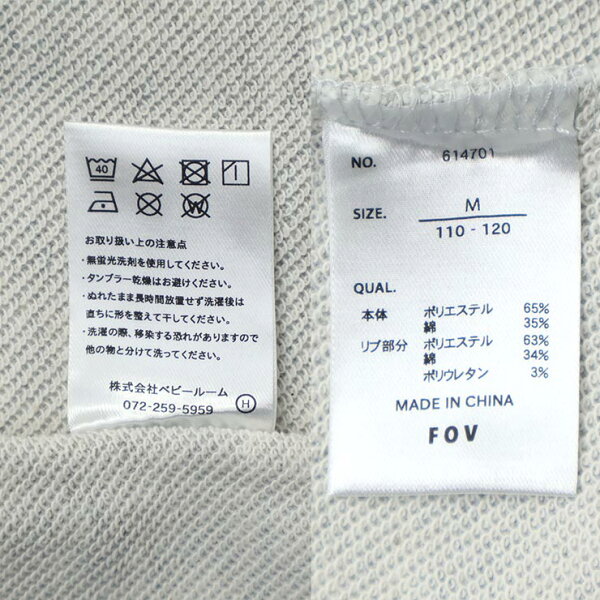 40
お取り扱い上の注意点
・無蛍光洗剤を使用してください。
・タンブラー乾燥はお避けください。
・ぬれたまま長時間放置せず洗濯後は
直ちに形を整えて干してください。
・洗濯の際、移染する恐れがありますので
他の物と分けて洗ってください。
株式会社ベビールーム
072-259-5959 H
NO. 614701
SIZE. M
110 - 120
QUAL.
本体 ポリエステル 65%
綿 35%
リブ部分 ポリエステル 63%
綿 34%
ポリウレタン 3%
MADE IN CHINA
FOV